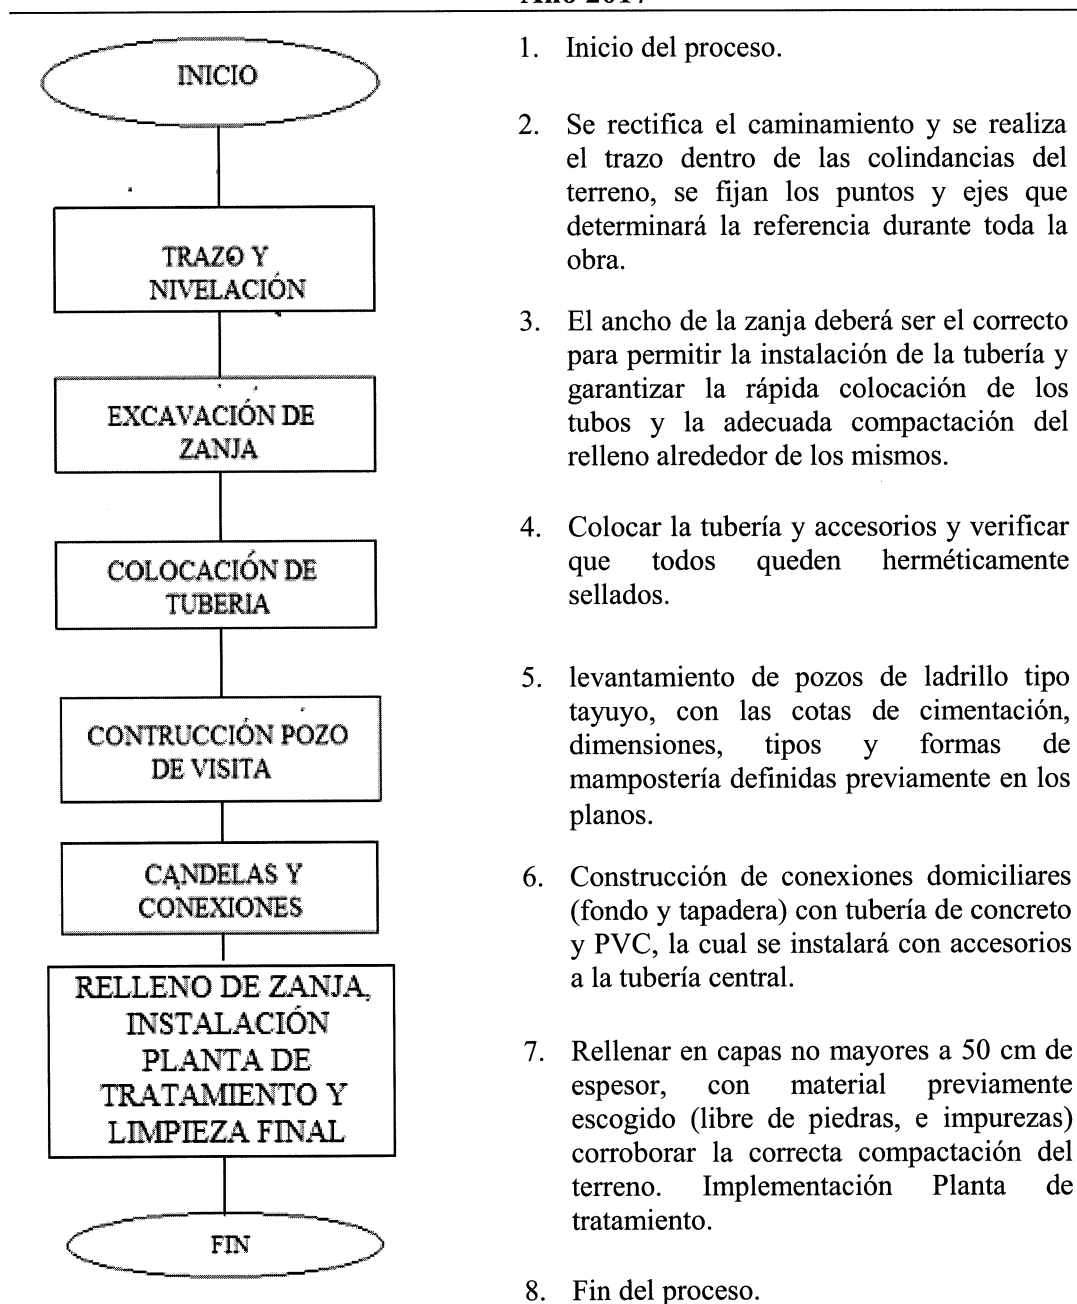 INICIO
TRAZO Y
NIVELACIÓN
EXCAVACIÓN DE
ZANJA
COLOCACIÓN DE
TUBERIA
CONTRUCCIÓN POZO
DE VISITA
CANDELAS Y
CONEXIONES
RELLENO DE ZANJA,
INSTALACIÓN
PLANTA DE
TRATAMIENTO Y
LIMPIEZA FINAL
FIN
1. Inicio del proceso.
2. Se rectifica el caminamiento y se realiza
el trazo dentro de las colindancias del
terreno, se fijan los puntos y ejes que
determinará la referencia durante toda la
obra.
3. El ancho de la zanja deberá ser el correcto
para permitir la instalación de la tubería y
garantizar la rápida colocación de los
tubos y la adecuada compactación del
relleno alrededor de los mismos.
4. Colocar la tubería y accesorios y verificar
que todos queden herméticamente
sellados.
5. levantamiento de pozos de ladrillo tipo
tayuyo, con las cotas de cimentación,
dimensiones, tipos y formas de
mampostería definidas previamente en los
planos.
6. Construcción de conexiones domiciliares
(fondo y tapadera) con tubería de concreto
y PVC, la cual se instalará con accesorios
a la tubería central.
7. Rellenar en capas no mayores a 50 cm de
espesor, con material previamente
escogido (libre de piedras, e impurezas)
corroborar la correcta compactación del
terreno. Implementación Planta de
tratamiento.
8. Fin del proceso.